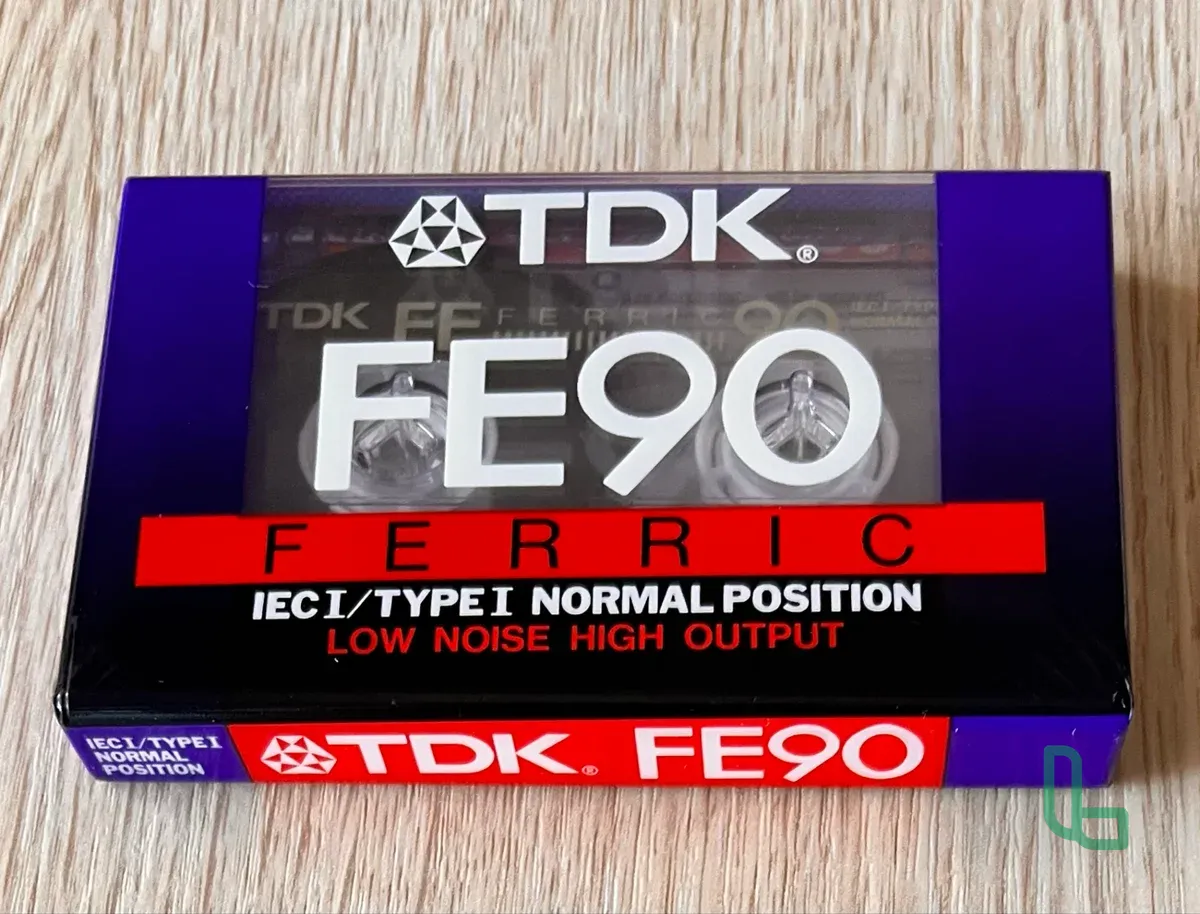 TDK®
TDK FE FERRIC 90 IEC I/TYPE
NORMAL
FE90
FERRIC
IEC I/TYPE I NORMAL POSITION
LOW NOISE HIGH OUTPUT
IEC I/TYPE I
NORMAL
POSITION
TDK® FE90